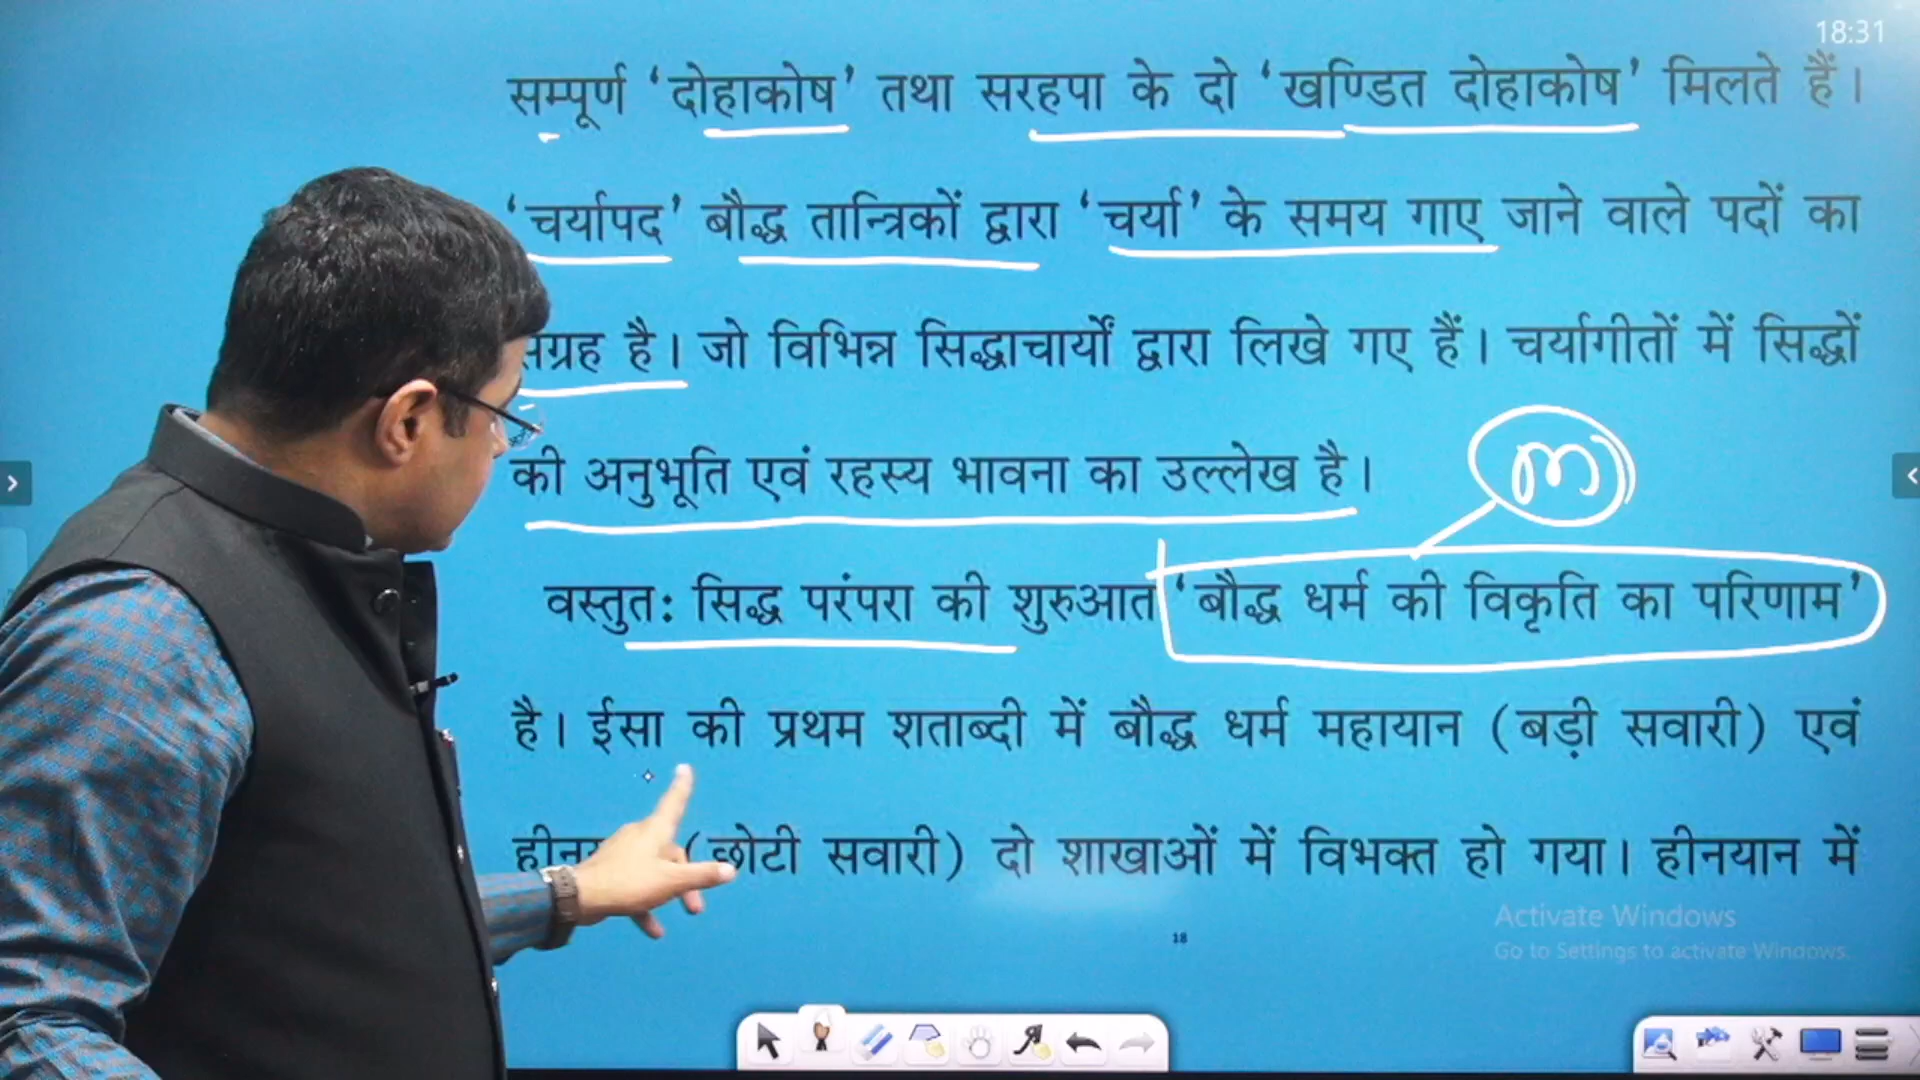 18:31
सम्पूर्ण ‘दोहाकोष’ तथा सरहपा के दो ‘खण्डित दोहाकोष’ मिलते हैं।
‘चर्यापद’ बौद्ध तान्त्रिकों द्वारा ‘चर्या’ के समय गाए जाने वाले पदों का
संग्रह है। जो विभिन्न सिद्धाचार्यों द्वारा लिखे गए हैं। चर्यागीतों में सिद्धों
की अनुभूति एवं रहस्य भावना का उल्लेख है।
m
वस्तुत: सिद्ध परंपरा की शुरुआत ‘बौद्ध धर्म की विकृति का परिणाम’
है। ईसा की प्रथम शताब्दी में बौद्ध धर्म महायान (बड़ी सवारी) एवं
(छोटी सवारी) दो शाखाओं में विभक्त हो गया। हीनयान में
Activate Windows
Go to Settings to activate Windows.
18